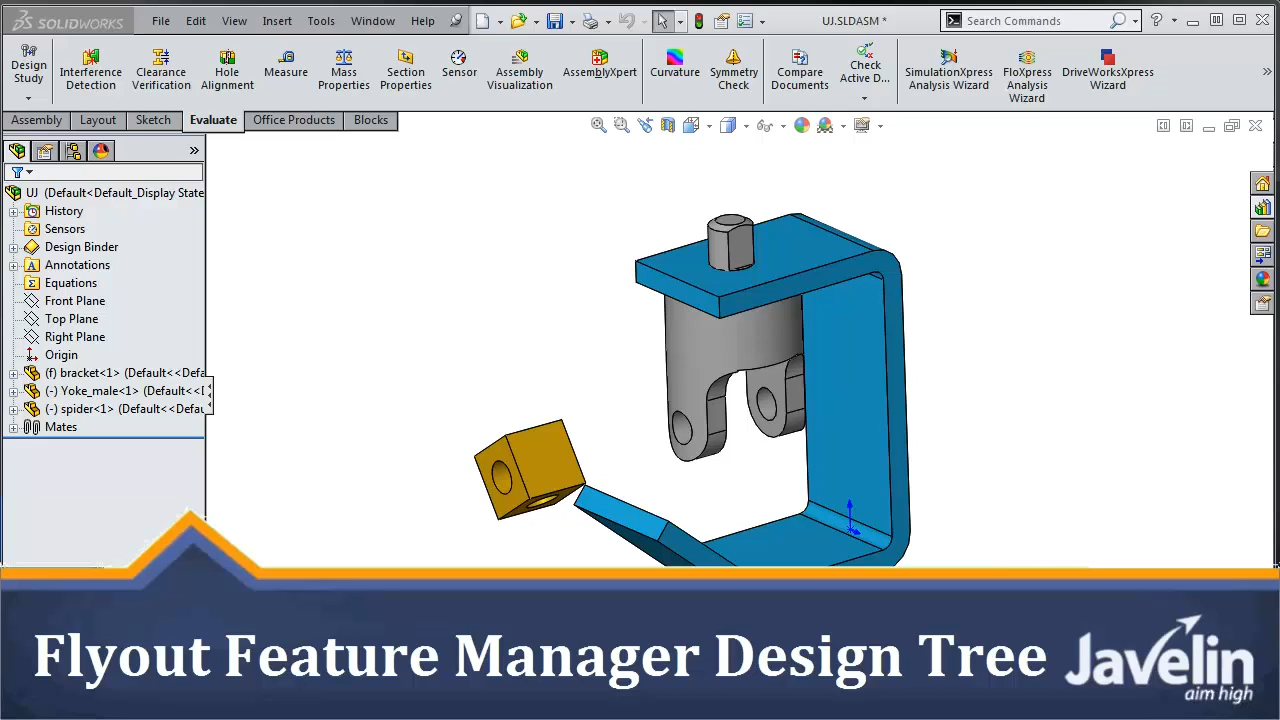 SOLIDWORKS File Edit View Insert Tools Window Help UJ.SLDASM * Search Commands ?
Design Study
Interference Detection
Clearance Verification
Hole Alignment
Measure
Mass Properties
Section Properties
Sensor
Assembly Visualization
AssemblyXpert
Curvature
Symmetry Check
Compare Documents
Check Active D...
SimulationXpress Analysis Wizard
FloXpress Analysis Wizard
DriveWorksXpress Wizard
Assembly Layout Sketch Evaluate Office Products Blocks
UJ (Default<Default_Display State
History
Sensors
Design Binder
Annotations
Equations
Front Plane
Top Plane
Right Plane
Origin
(f) bracket<1> (Default<<Defa
(-) Yoke_male<1> (Default<<D
(-) spider<1> (Default<<Defau
Mates
Flyout Feature Manager Design Tree
Javelin
aim high